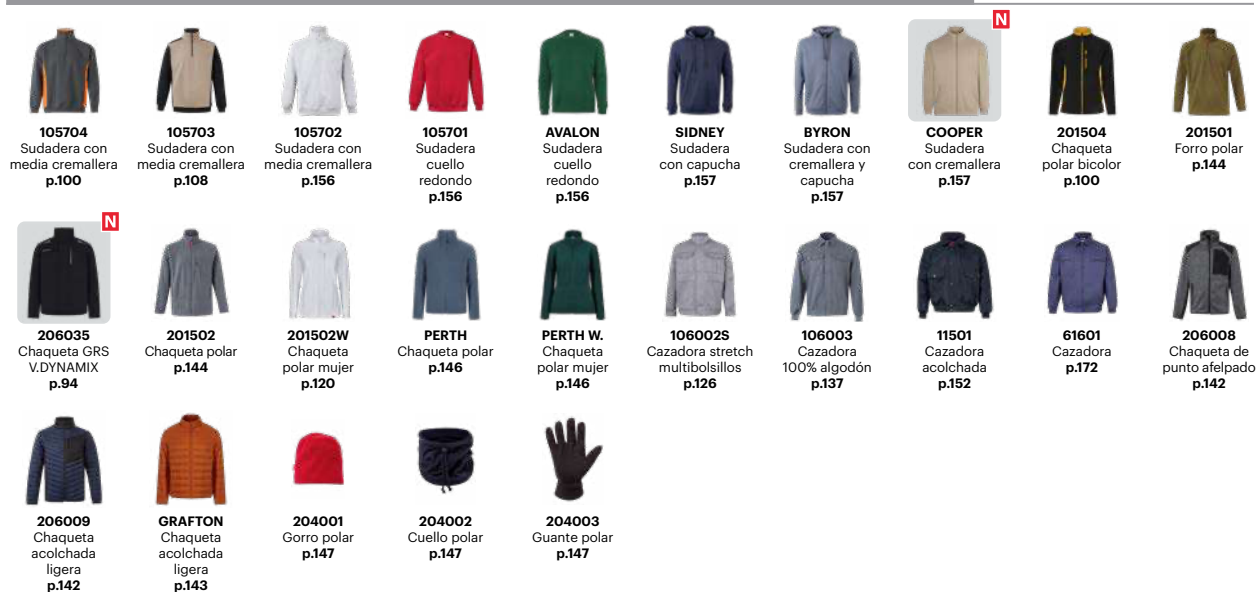 N
105704
Sudadera con
media cremallera
p.100
105703
Sudadera con
media cremallera
p.108
105702
Sudadera con
media cremallera
p.156
105701
Sudadera
cuello
redondo
p.156
AVALON
Sudadera
cuello
redondo
p.156
SIDNEY
Sudadera
con capucha
p.157
BYRON
Sudadera con
cremallera y
capucha
p.157
COOPER
Sudadera
con cremallera
p.157
201504
Chaqueta
polar bicolor
p.100
201501
Forro polar
p.144
N
206035
Chaqueta GRS
V.DYNAMIX
p.94
201502
Chaqueta polar
p.144
201502W
Chaqueta
polar mujer
p.120
PERTH
Chaqueta polar
p.146
PERTH W.
Chaqueta
polar mujer
p.146
106002S
Cazadora stretch
multibolsillos
p.126
106003
Cazadora
100% algodón
p.137
11501
Cazadora
acolchada
p.152
61601
Cazadora
p.172
206008
Chaqueta de
punto afelpado
p.142
206009
Chaqueta
acolchada
ligera
p.142
GRAFTON
Chaqueta
acolchada
ligera
p.143
204001
Gorro polar
p.147
204002
Cuello polar
p.147
204003
Guante polar
p.147